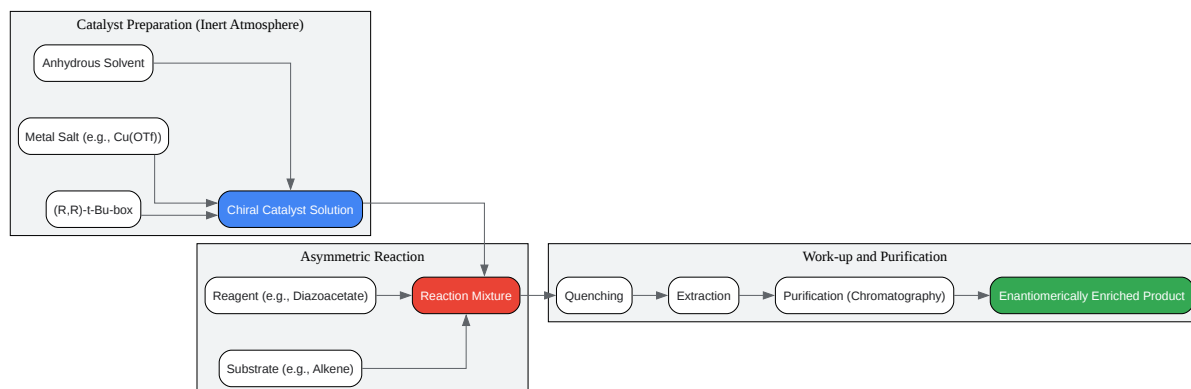 Catalyst Preparation (Inert Atmosphere)
Anhydrous Solvent
Metal Salt (e.g., Cu(OTf))
(R,R)-t-Bu-box
Chiral Catalyst Solution
Asymmetric Reaction
Reagent (e.g., Diazoacetate)
Reaction Mixture
Substrate (e.g., Alkene)
Work-up and Purification
Quenching
Extraction
Purification (Chromatography)
Enantiomerically Enriched Product